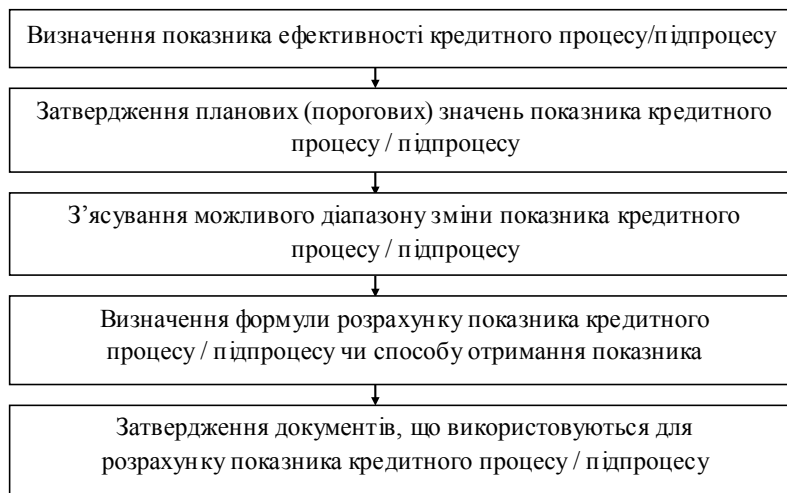 Визначення показника ефективності кредитного процесу/підпроцесу
Затвердження планових (порогових) значень показника кредитного
процесу / підпроцесу
З’ясування можливого діапазону зміни показника кредитного
процесу / підпроцесу
Визначення формули розрахунку показника кредитного
процесу / підпроцесу чи способу отримання показника
Затвердження документів, що використовуються для
розрахунку показника кредитного процесу / підпроцесу